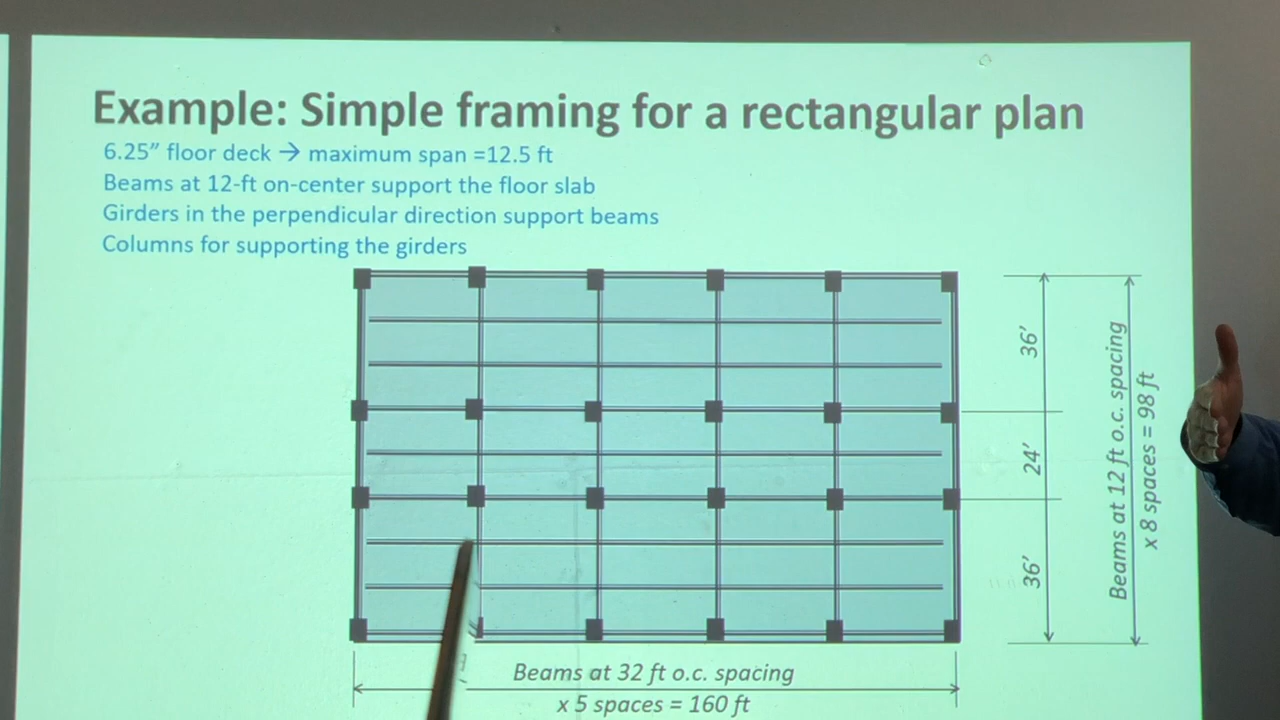 Example: Simple framing for a rectangular plan
6.25” floor deck → maximum span =12.5 ft
Beams at 12-ft on-center support the floor slab
Girders in the perpendicular direction support beams
Columns for supporting the girders
36'
24'
36'
Beams at 12 ft o.c. spacing
x 8 spaces = 98 ft
Beams at 32 ft o.c. spacing
x 5 spaces = 160 ft